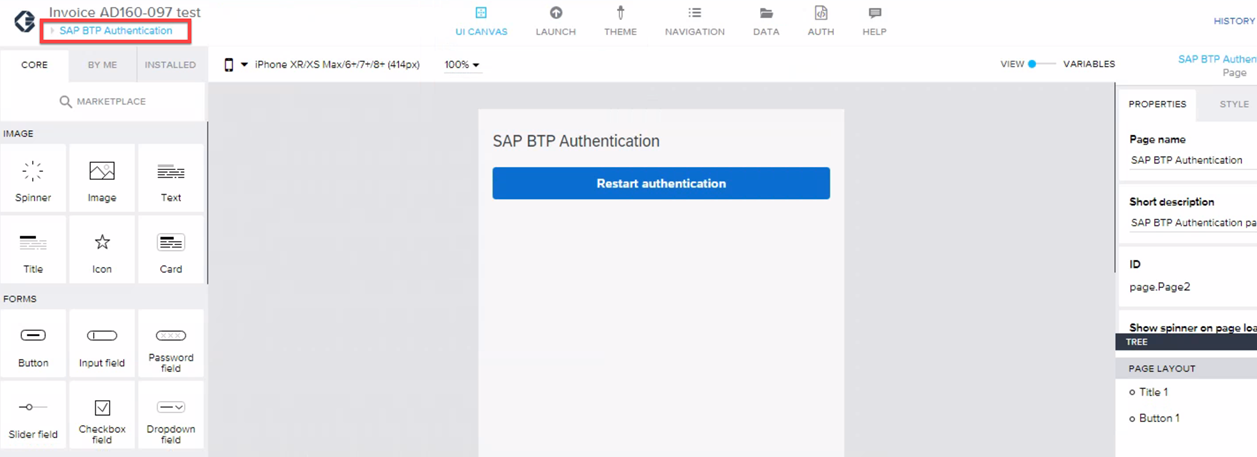 Invoice AD160-097 test
SAP BTP Authentication
UI CANVAS
LAUNCH
THEME
NAVIGATION
DATA
AUTH
HELP
HISTORY
CORE
BY ME
INSTALLED
iPhone XR/XS Max/6+/7+/8+ (414px)
100%
VIEW
VARIABLES
SAP BTP Authen
Page
MARKETPLACE
PROPERTIES
STYLE
IMAGE
Spinner
Image
Text
Title
Icon
Card
FORMS
Button
Input field
Password
field
Slider field
Checkbox
field
Dropdown
field
SAP BTP Authentication
Restart authentication
Page name
SAP BTP Authentication
Short description
SAP BTP Authentication pa
ID
page.Page2
Show spinner on page loa
TREE
PAGE LAYOUT
Title 1
Button 1